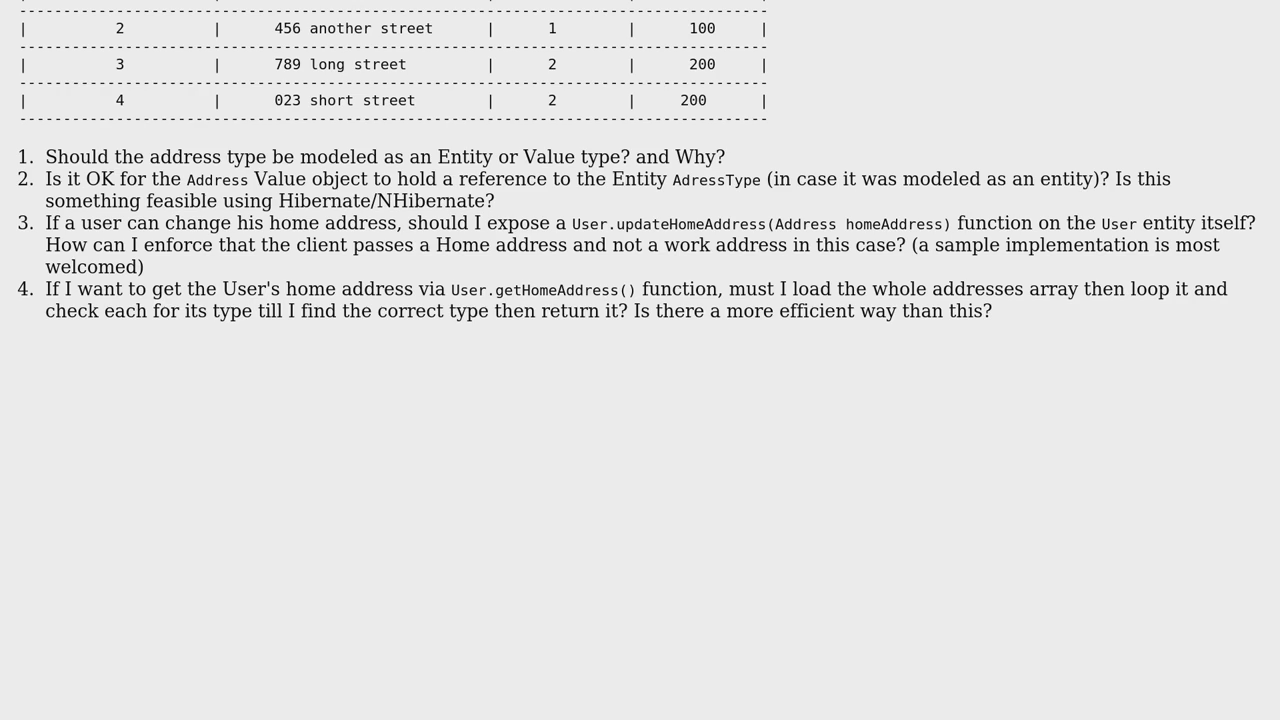 ---------------------------------------------------------------------------------------
|          2          |      456 another street      |      1        |      100     |
---------------------------------------------------------------------------------------
|          3          |      789 long street         |      2        |      200     |
---------------------------------------------------------------------------------------
|          4          |      023 short street        |      2        |     200      |
---------------------------------------------------------------------------------------
1. Should the address type be modeled as an Entity or Value type? and Why?
2. Is it OK for the Address Value object to hold a reference to the Entity AdressType (in case it was modeled as an entity)? Is this
something feasible using Hibernate/NHibernate?
3. If a user can change his home address, should I expose a User.updateHomeAddress(Address homeAddress) function on the User entity itself?
How can I enforce that the client passes a Home address and not a work address in this case? (a sample implementation is most
welcomed)
4. If I want to get the User's home address via User.getHomeAddress() function, must I load the whole addresses array then loop it and
check each for its type till I find the correct type then return it? Is there a more efficient way than this?